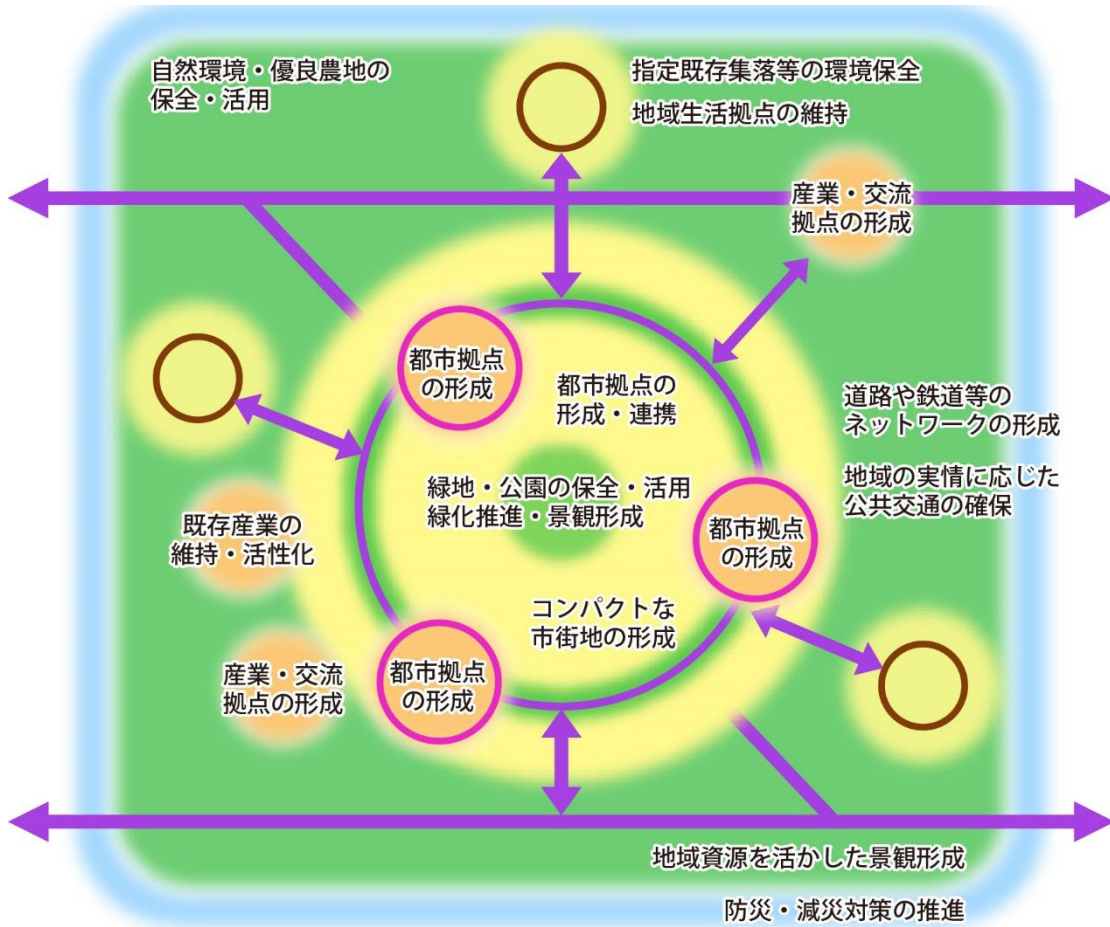 自然環境・優良農地の
保全・活用
指定既存集落等の環境保全
地域生活拠点の維持
産業・交流
拠点の形成
都市拠点
の形成
都市拠点の
形成・連携
道路や鉄道等の
ネットワークの形成
地域の実情に応じた
公共交通の確保
緑地・公園の保全・活用
緑化推進・景観形成
既存産業の
維持・活性化
都市拠点
の形成
コンパクトな
市街地の形成
産業・交流
拠点の形成
都市拠点
の形成
地域資源を活かした景観形成
防災・減災対策の推進